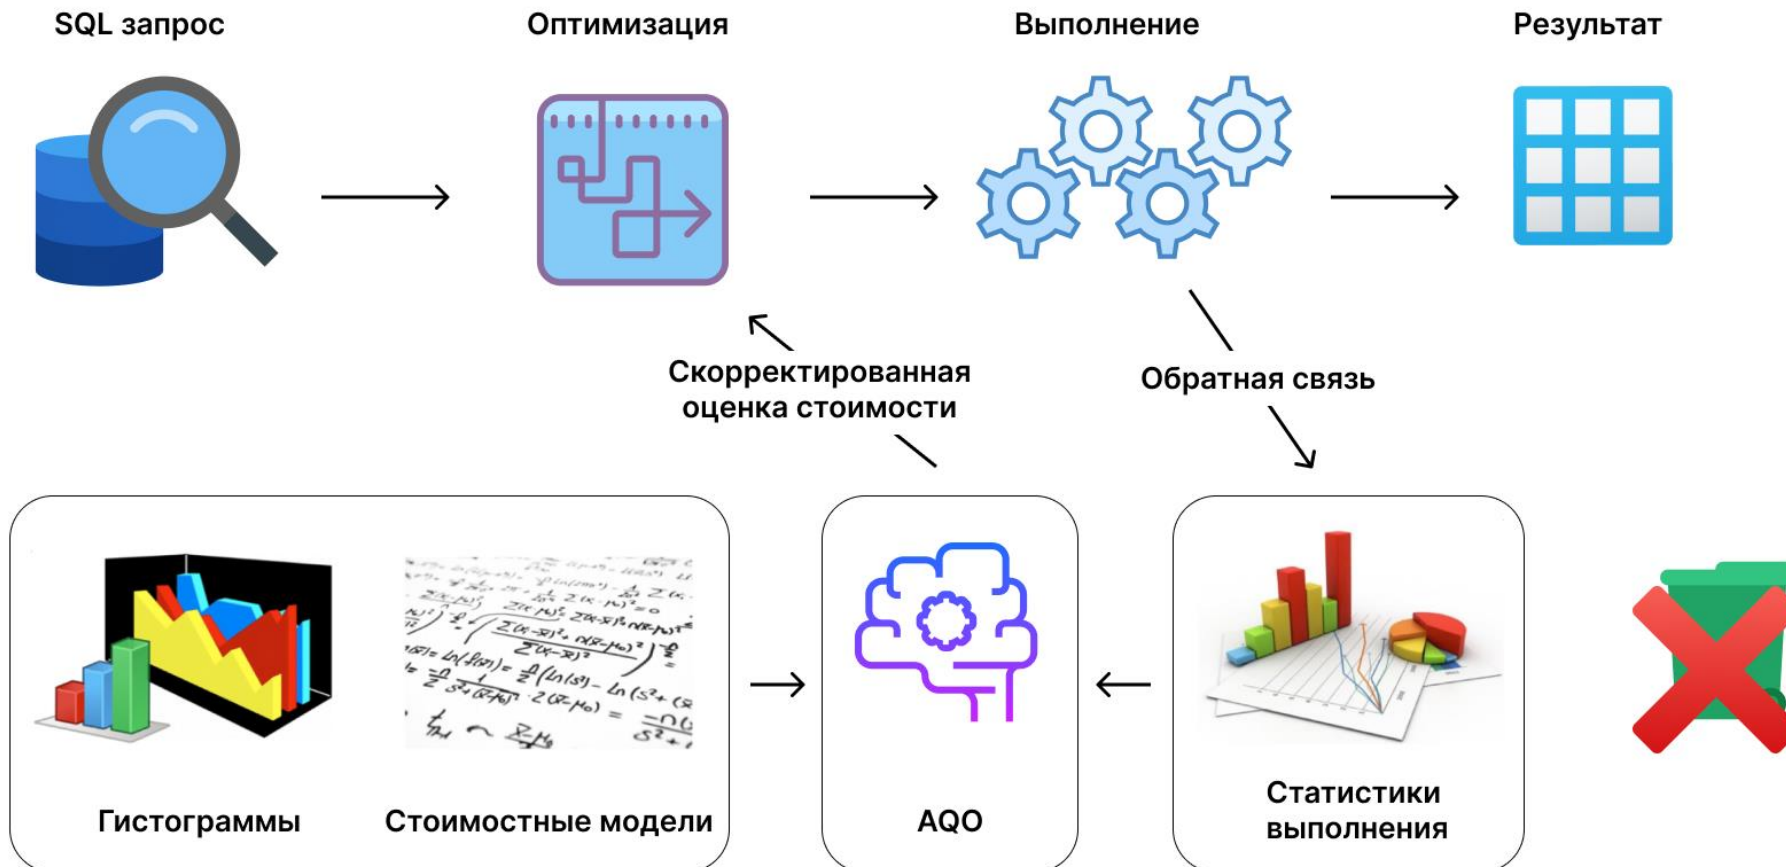 SQL запрос
Оптимизация
Выполнение
Результат
Скорректированная
оценка стоимости
Обратная связь
Гистограммы
Стоимостные модели
AQO
Статистики
выполнения